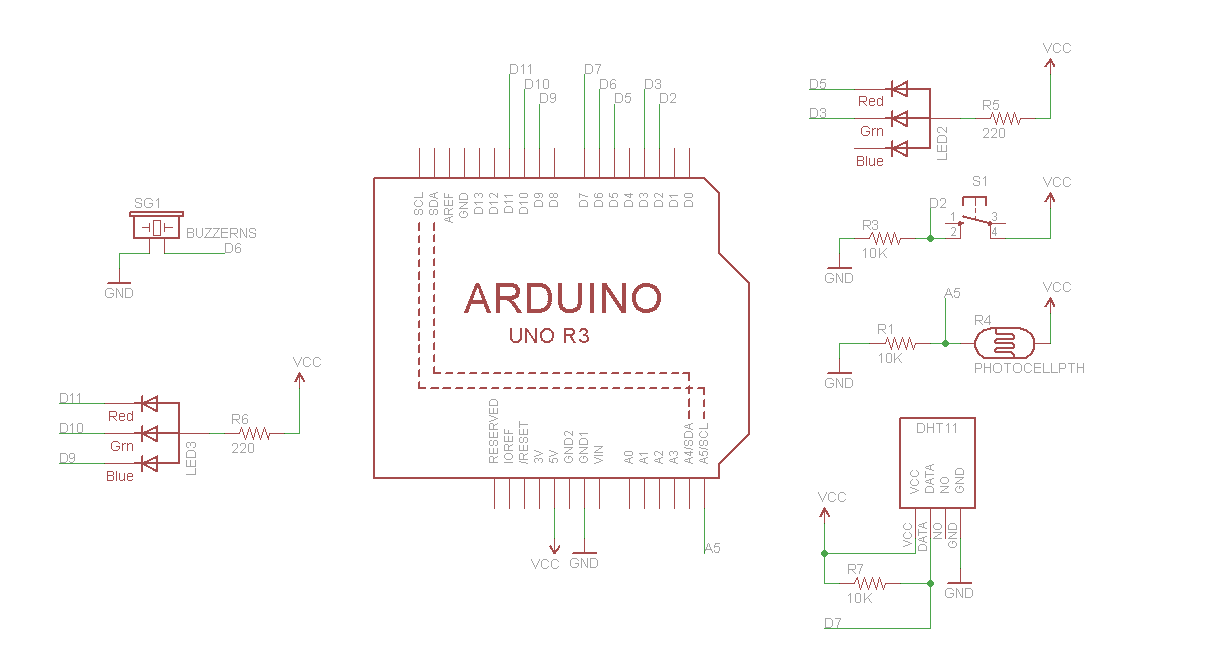 VCC
D11
D7
D10
D6
D3
D9
D5
D2
D5
Red
R5
D3
220
Grn
LED2
Blue
SCL
SDA
AREF
GND
D13
D12
D11
D10
D9
D8
D7
D6
D5
D4
D3
D2
D1
D0
S1
VCC
SG1
D2
1
3
BUZZERNS
R3
2
4
D6
10K
GND
GND
ARDUINO
UNO R3
A5
VCC
R1
R4
10K
PHOTOCELLPTH
GND
VCC
D11
Red
R6
D10
220
Grn
LED3
D9
Blue
RESERVED
IOREF
/RESET
3V
5V
GND2
GND1
VIN
A0
A1
A2
A3
A4/SDA
A5/SCL
DHT11
VCC
DATA
NO
GND
VCC
VCC
DATA
NO
GND
A5
VCC
GND
R7
10K
GND
D7